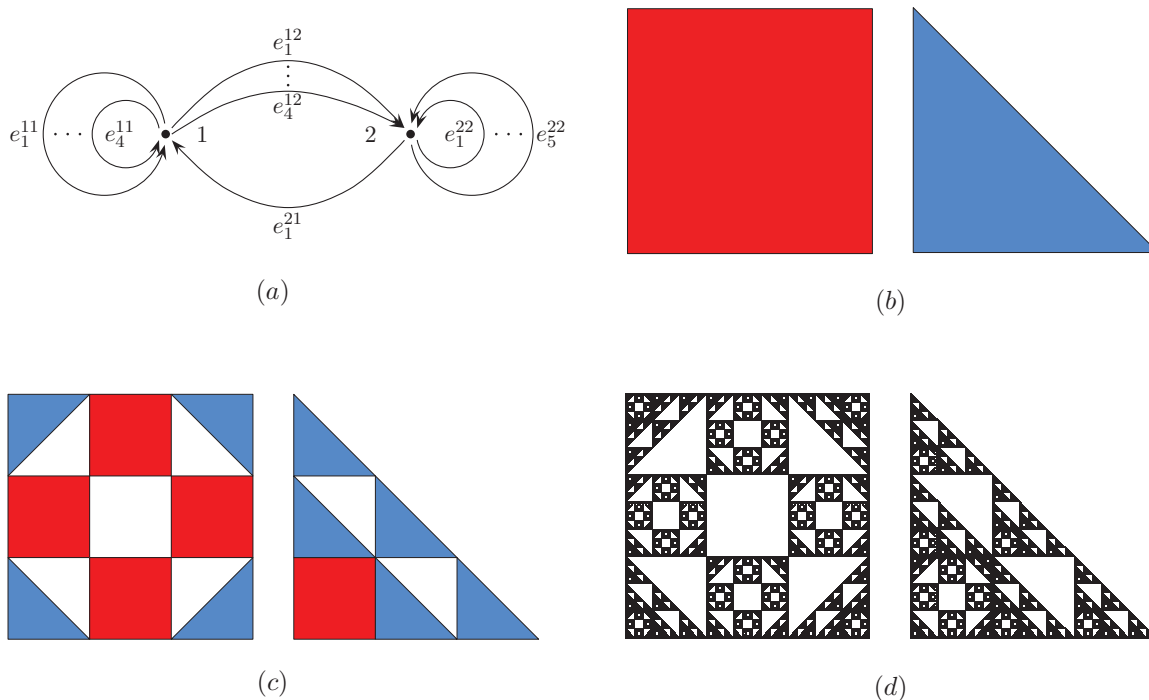 e_1^{12}
⋮
e_4^{12}
e_1^{11} ··· e_4^{11} 1 2 e_1^{22} ··· e_5^{22}
e_1^{21}
(a)
(b)
(c)
(d)